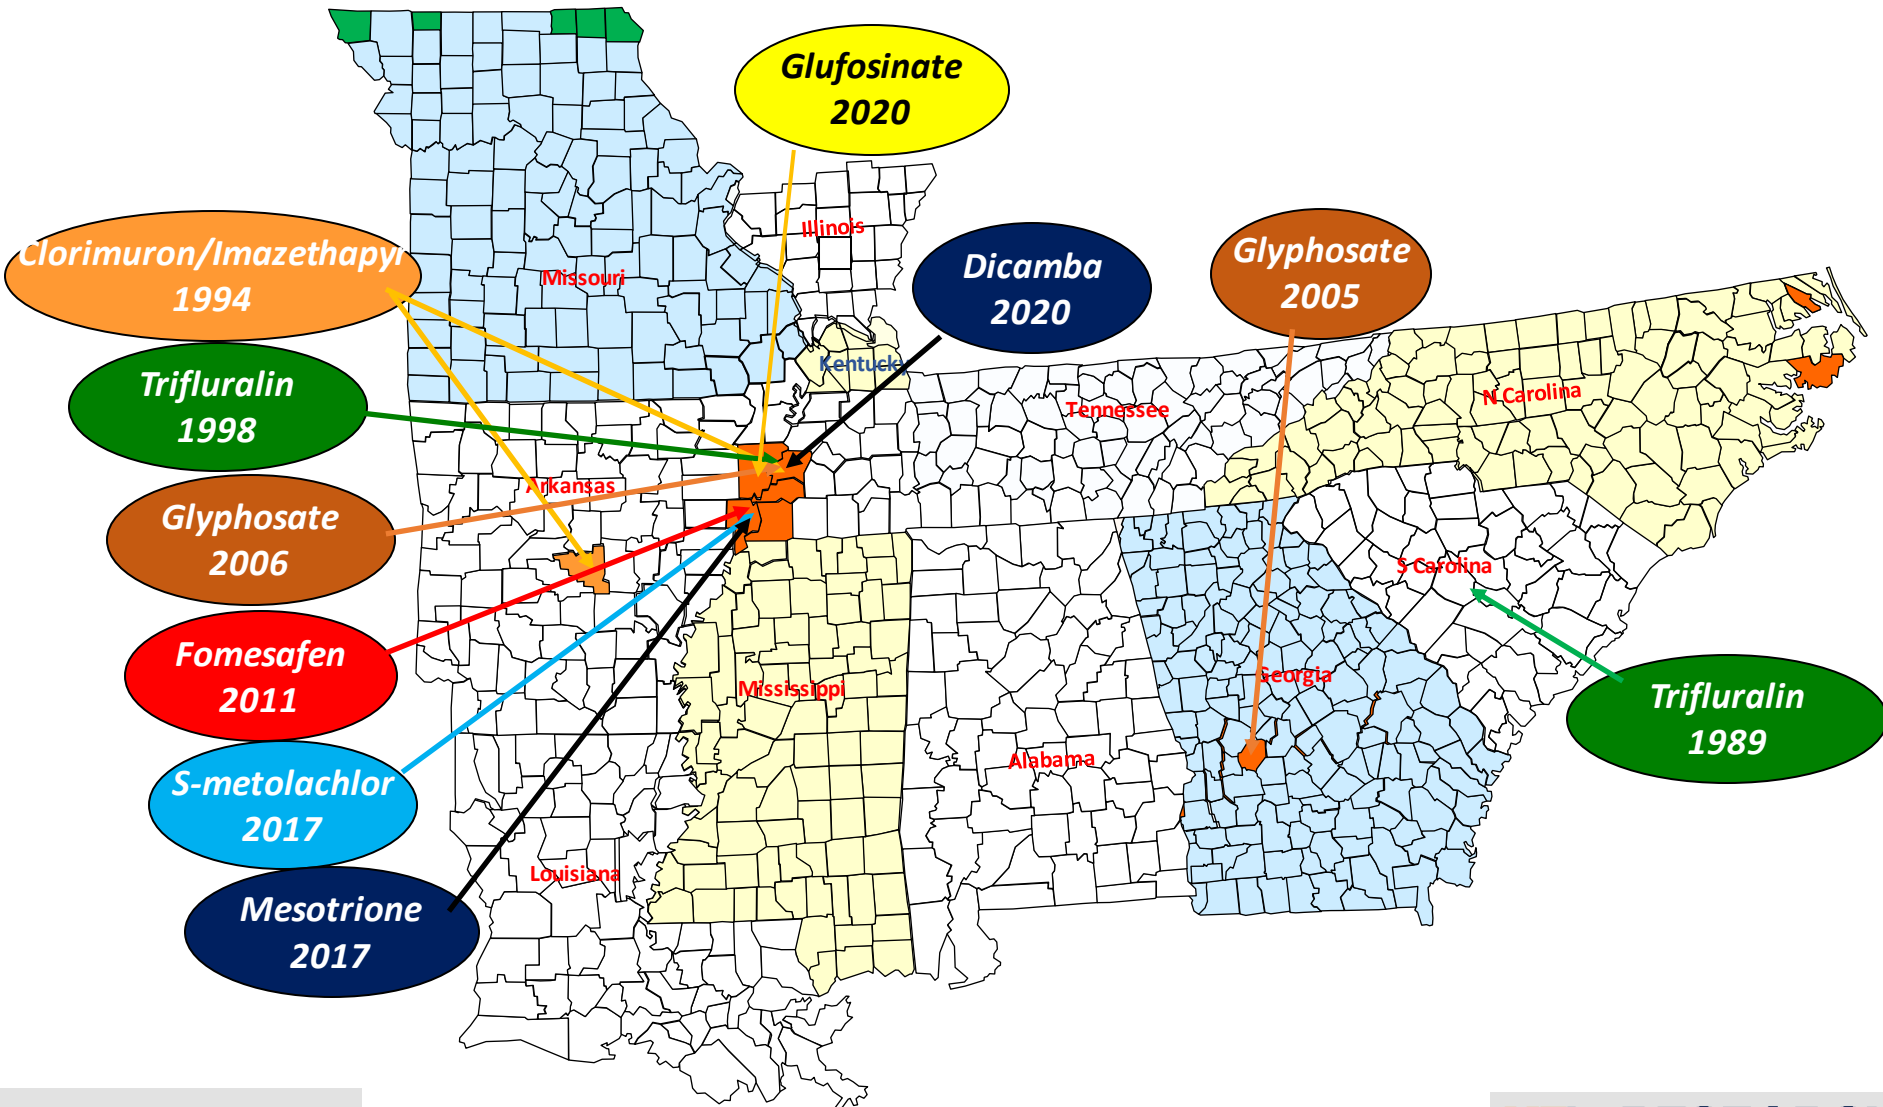 Glufosinate
2020
Clorimuron/Imazethapyr
1994
Illinois
Missouri
Dicamba
2020
Glyphosate
2005
Trifluralin
1998
Kentucky
Tennessee
N Carolina
Glyphosate
2006
Arkansas
S Carolina
Fomesafen
2011
Mississippi
Georgia
Trifluralin
1989
S-metolachlor
2017
Alabama
Louisiana
Mesotrione
2017